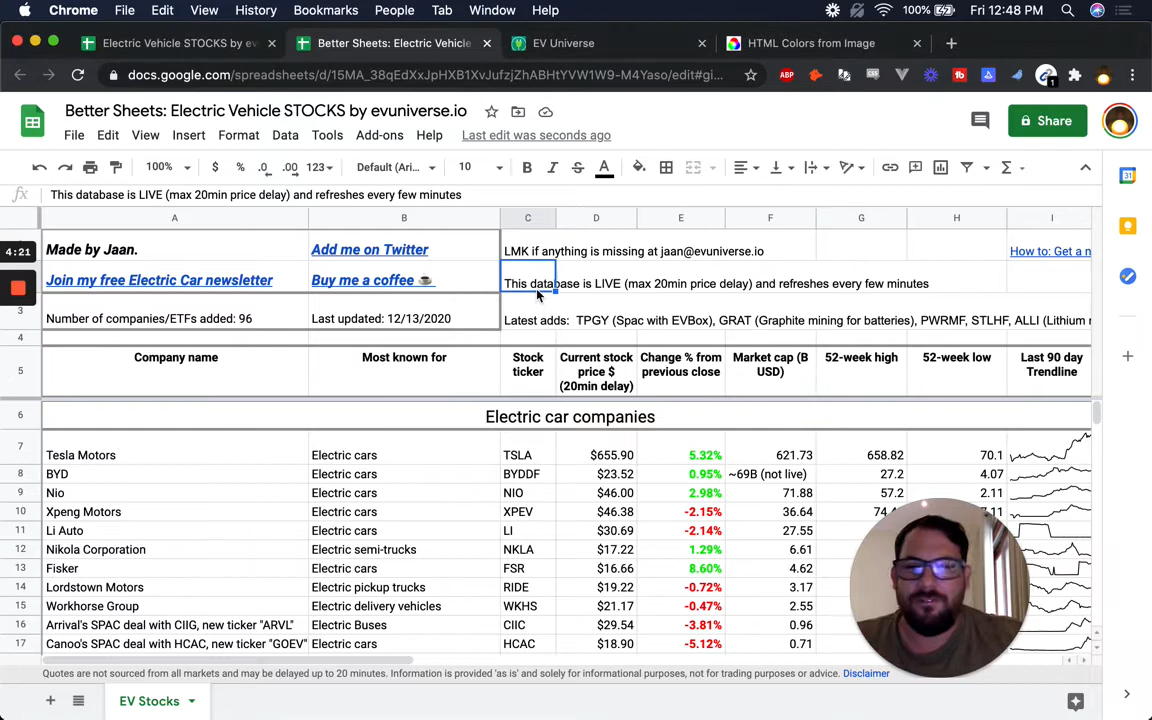 Chrome File Edit View History Bookmarks People Tab Window Help 100% Fri 12:48 PM
Electric Vehicle STOCKS by ev × Better Sheets: Electric Vehicle × EV Universe × HTML Colors from Image × +
docs.google.com/spreadsheets/d/15MA_38qEdXxJpHXB1XvJufzjZhABHtYVW1W9-M4Yaso/edit#gi... ABP 1
Better Sheets: Electric Vehicle STOCKS by evuniverse.io
Share
File Edit View Insert Format Data Tools Add-ons Help Last edit was seconds ago
100% $ % .0 .00 123 Default (Ari... 10 B I S A Σ
fx This database is LIVE (max 20min price delay) and refreshes every few minutes
A B C D E F G H I
Made by Jaan. Add me on Twitter LMK if anything is missing at jaan@evuniverse.io How to: Get a n
4:21
Join my free Electric Car newsletter Buy me a coffee ☕ This database is LIVE (max 20min price delay) and refreshes every few minutes
3 Number of companies/ETFs added: 96 Last updated: 12/13/2020 Latest adds: TPGY (Spac with EVBox), GRAT (Graphite mining for batteries), PWRMF, STLHF, ALLI (Lithium r
4
5 Company name Most known for Stock ticker Current stock price $ (20min delay) Change % from previous close Market cap (B USD) 52-week high 52-week low Last 90 day Trendline
6 Electric car companies
7 Tesla Motors Electric cars TSLA $655.90 5.32% 621.73 658.82 70.1
8 BYD Electric cars BYDDF $23.52 0.95% ~69B (not live) 27.2 4.07
9 Nio Electric cars NIO $46.00 2.98% 71.88 57.2 2.11
10 Xpeng Motors Electric cars XPEV $46.38 -2.15% 36.64
11 Li Auto Electric cars LI $30.69 -2.14% 27.55
12 Nikola Corporation Electric semi-trucks NKLA $17.22 1.29% 6.61
13 Fisker Electric cars FSR $16.66 8.60% 4.62
14 Lordstown Motors Electric pickup trucks RIDE $19.22 -0.72% 3.17
15 Workhorse Group Electric delivery vehicles WKHS $21.17 -0.47% 2.55
16 Arrival's SPAC deal with CIIG, new ticker "ARVL" Electric Buses CIIC $29.54 -3.81% 0.96
17 Canoo's SPAC deal with HCAC, new ticker "GOEV" Electric cars HCAC $18.90 -5.12% 0.71
Quotes are not sourced from all markets and may be delayed up to 20 minutes. Information is provided 'as is' and solely for informational purposes, not for trading purposes or advice. Disclaimer
EV Stocks